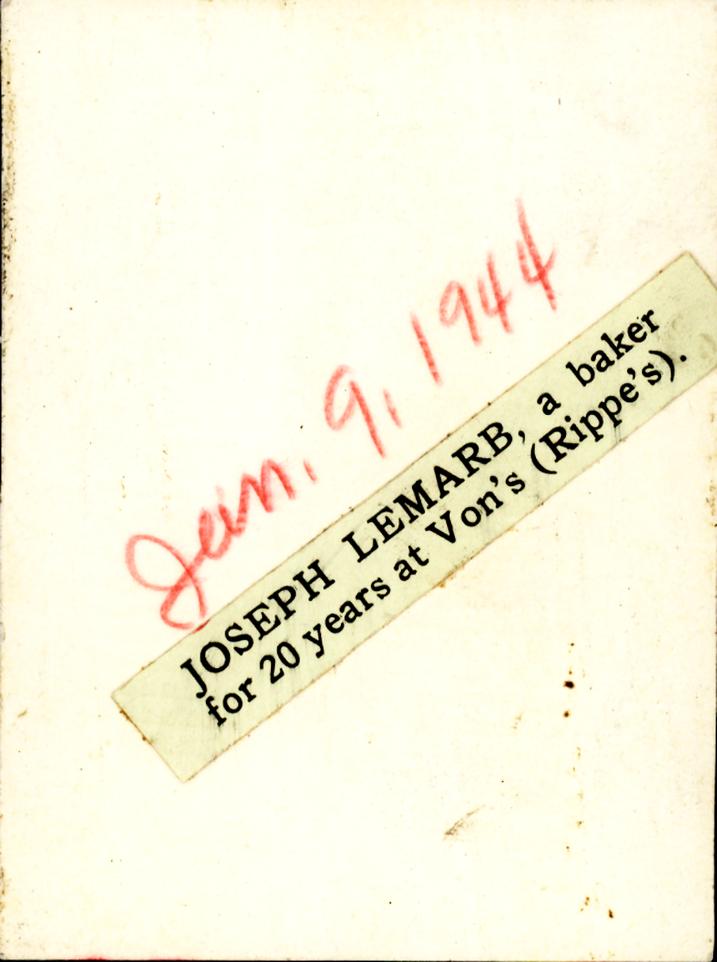 Jan. 9, 1944
JOSEPH LEMARB, a baker
for 20 years at Von's (Rippe's).